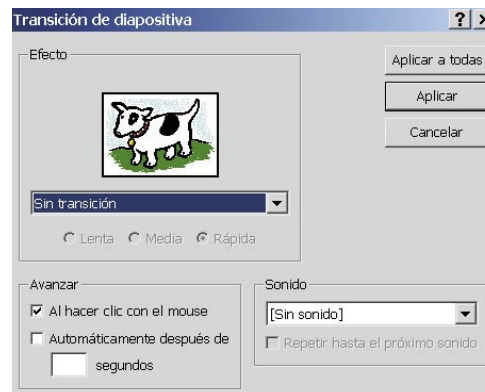 Transición de diapositiva
Efecto
Aplicar a todas
Aplicar
Cancelar
Sin transición
Lenta Media Rápida
Avanzar
Al hacer clic con el mouse
Automáticamente después de
segundos
Sonido
[Sin sonido]
Repetir hasta el próximo sonido